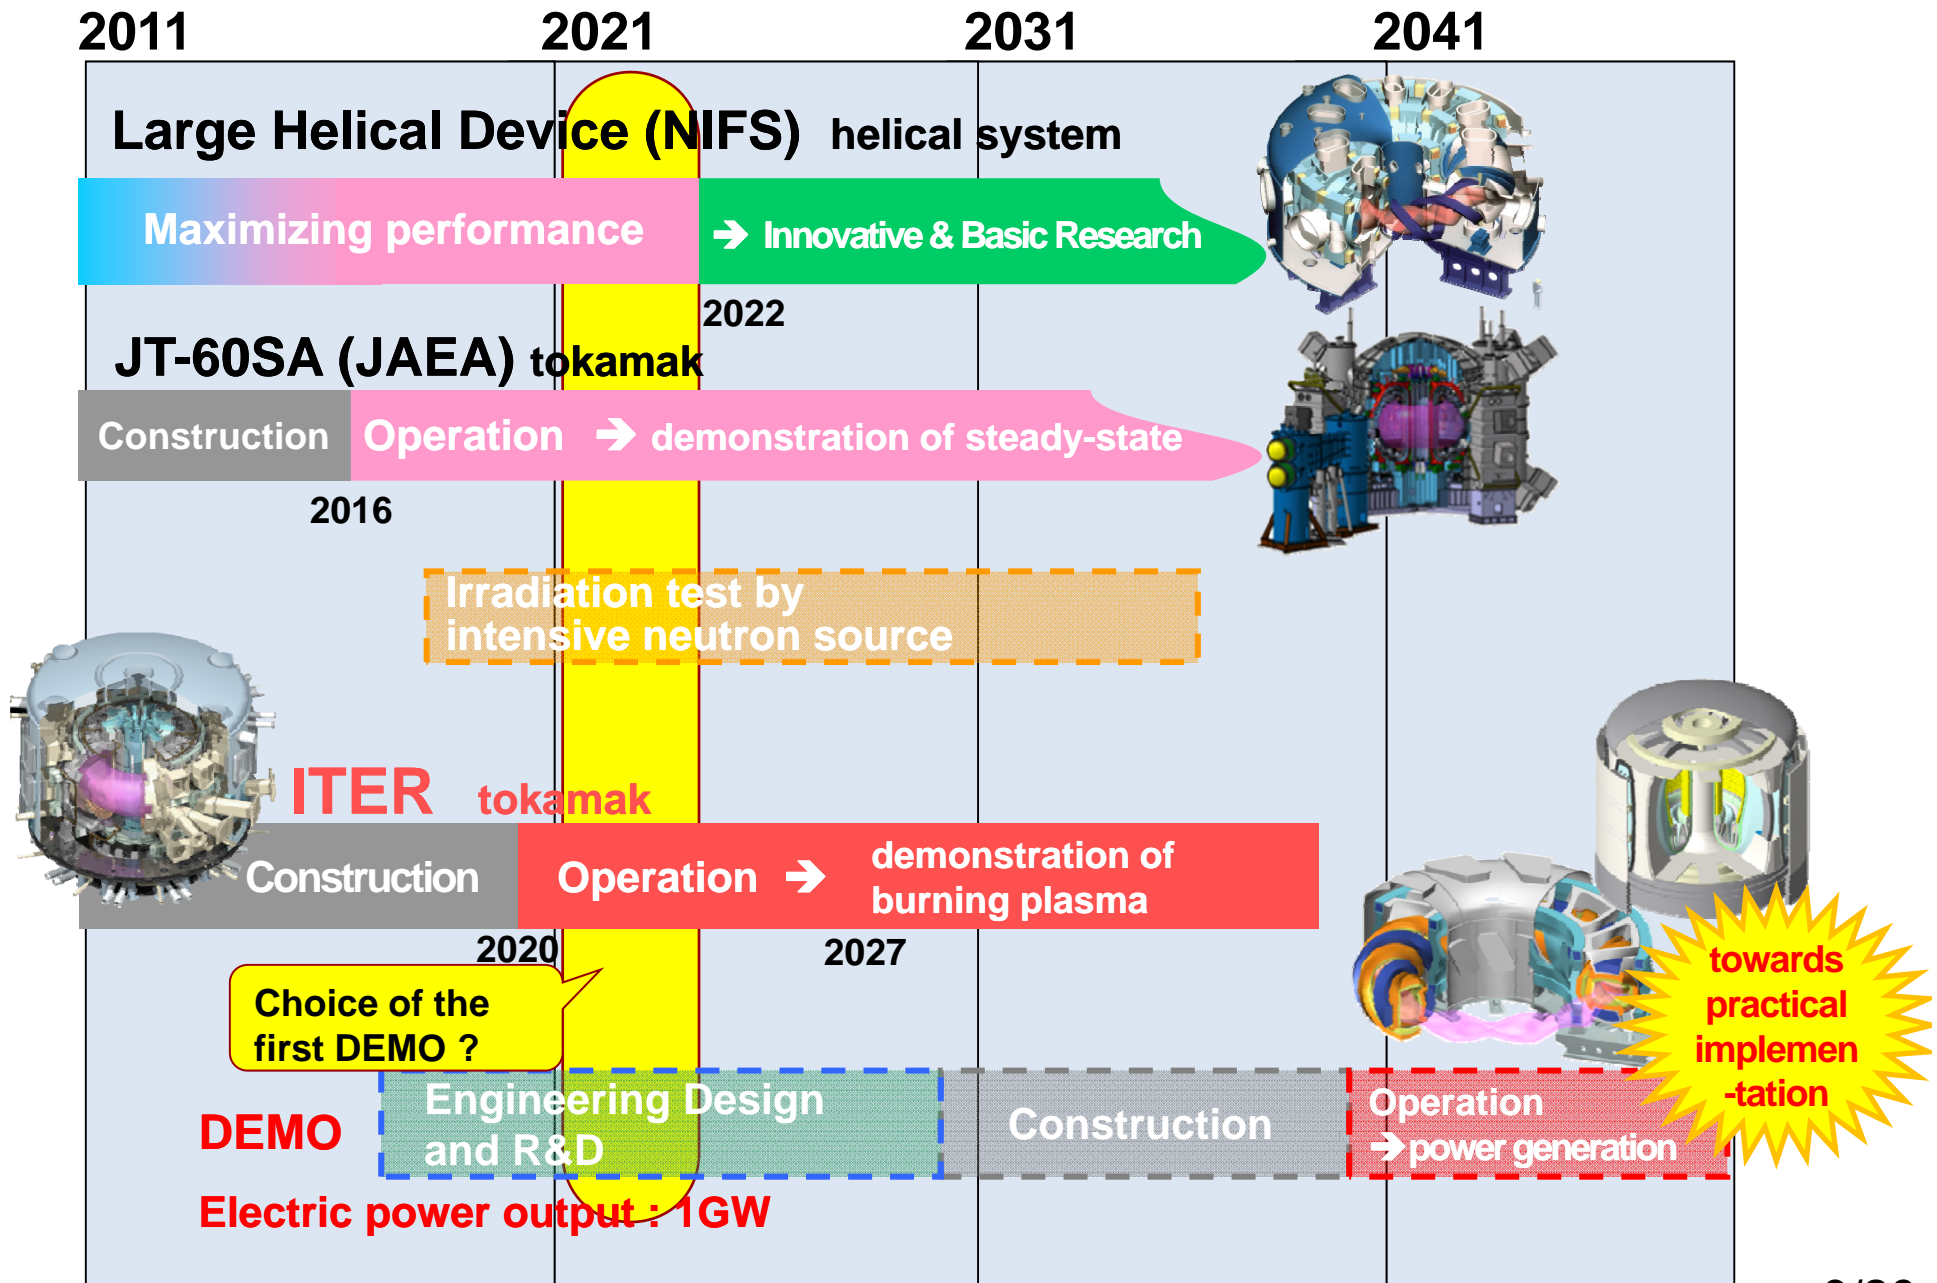 2011 2021 2031 2041
Large Helical Device (NIFS) helical system
Maximizing performance ➔ Innovative & Basic Research
2022
JT-60SA (JAEA) tokamak
Construction Operation ➔ demonstration of steady-state
2016
Irradiation test by
intensive neutron source
ITER tokamak
Construction Operation ➔ demonstration of
burning plasma
2020 2027
Choice of the
first DEMO ?
towards
practical
implemen
-tation
DEMO
Engineering Design
and R&D
Construction
Operation
➔power generation
Electric power output : 1GW